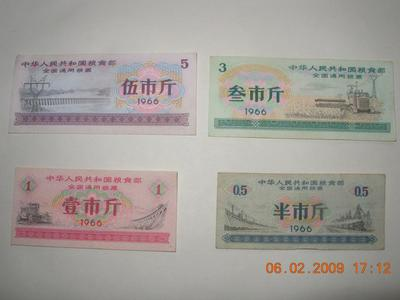 中华人民共和国粮食部
5
全国通用粮票
伍市斤
1966
3
中华人民共和国粮食部
全国通用粮票
叁市斤
1966
中华人民共和国粮食部
全国通用粮票
1
1
壹市斤
1966
中华人民共和国粮食部
全国通用粮票
0.5
0.5
半市斤
1966
06.02.2009 17:12